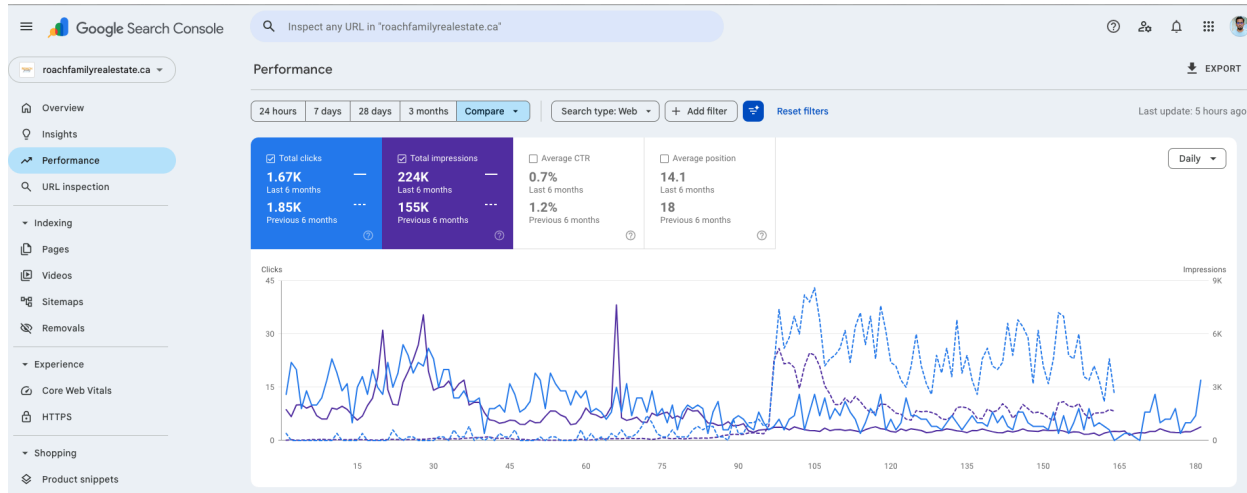 Google Search Console
Inspect any URL in "roachfamilyrealestate.ca"
roachfamilyrealestate.ca
Performance
EXPORT
Overview
Insights
Performance
URL inspection
Indexing
Pages
Videos
Sitemaps
Removals
Experience
Core Web Vitals
HTTPS
Shopping
Product snippets
24 hours 7 days 28 days 3 months Compare Search type: Web + Add filter Reset filters Last update: 5 hours ago
Total clicks
1.67K
Last 6 months
1.85K
Previous 6 months
Total impressions
224K
Last 6 months
155K
Previous 6 months
Average CTR
0.7%
Last 6 months
1.2%
Previous 6 months
Average position
14.1
Last 6 months
18
Previous 6 months
Daily
Clicks Impressions
45 9K
30 6K
15 3K
0 0
15 30 45 60 75 90 105 120 135 150 165 180